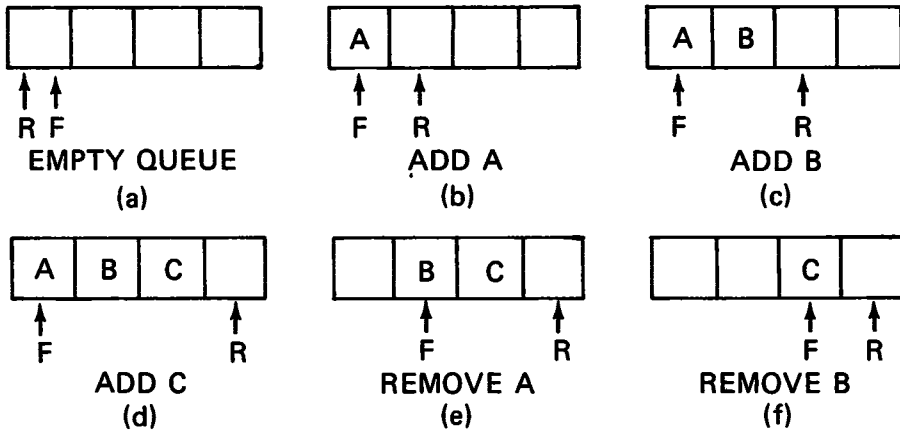 R F
EMPTY QUEUE
(a)
A
F R
ADD A
(b)
A B
F R
ADD B
(c)
A B C
F R
ADD C
(d)
B C
F R
REMOVE A
(e)
C
F R
REMOVE B
(f)